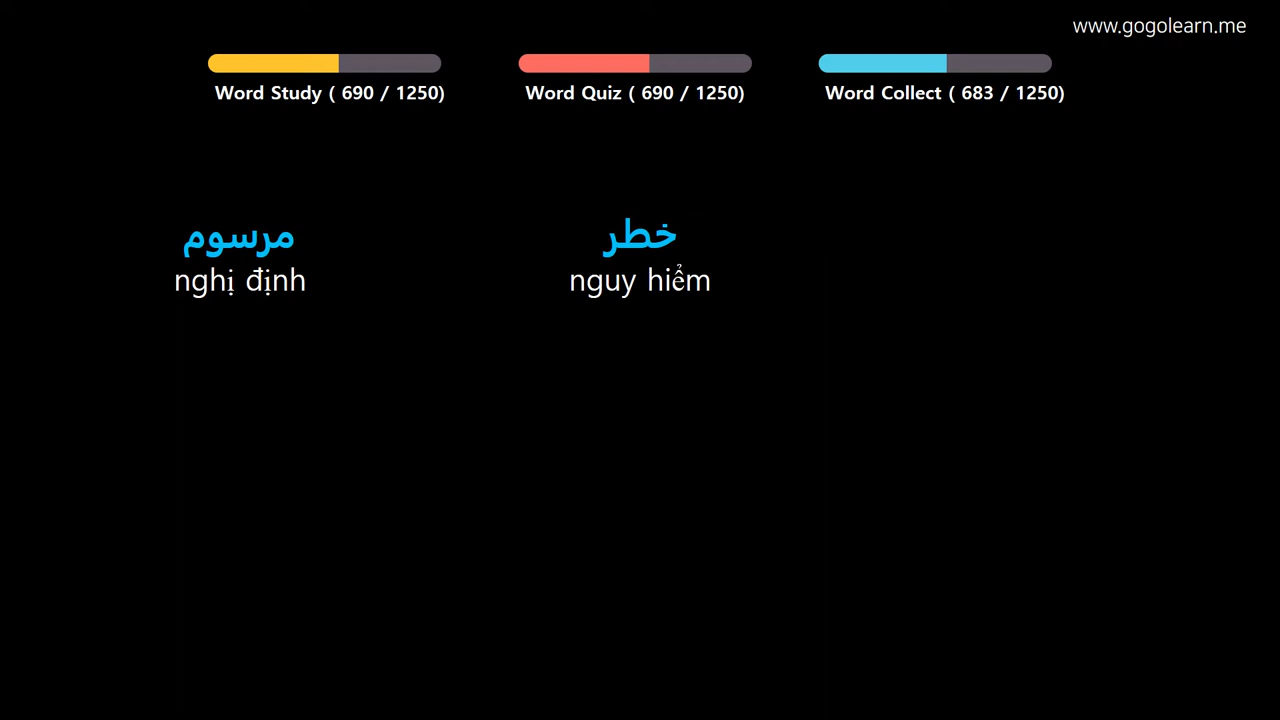 www.gogolearn.me
Word Study ( 690 / 1250)
Word Quiz ( 690 / 1250)
Word Collect ( 683 / 1250)
مرسوم
nghị định
خطر
nguy hiểm